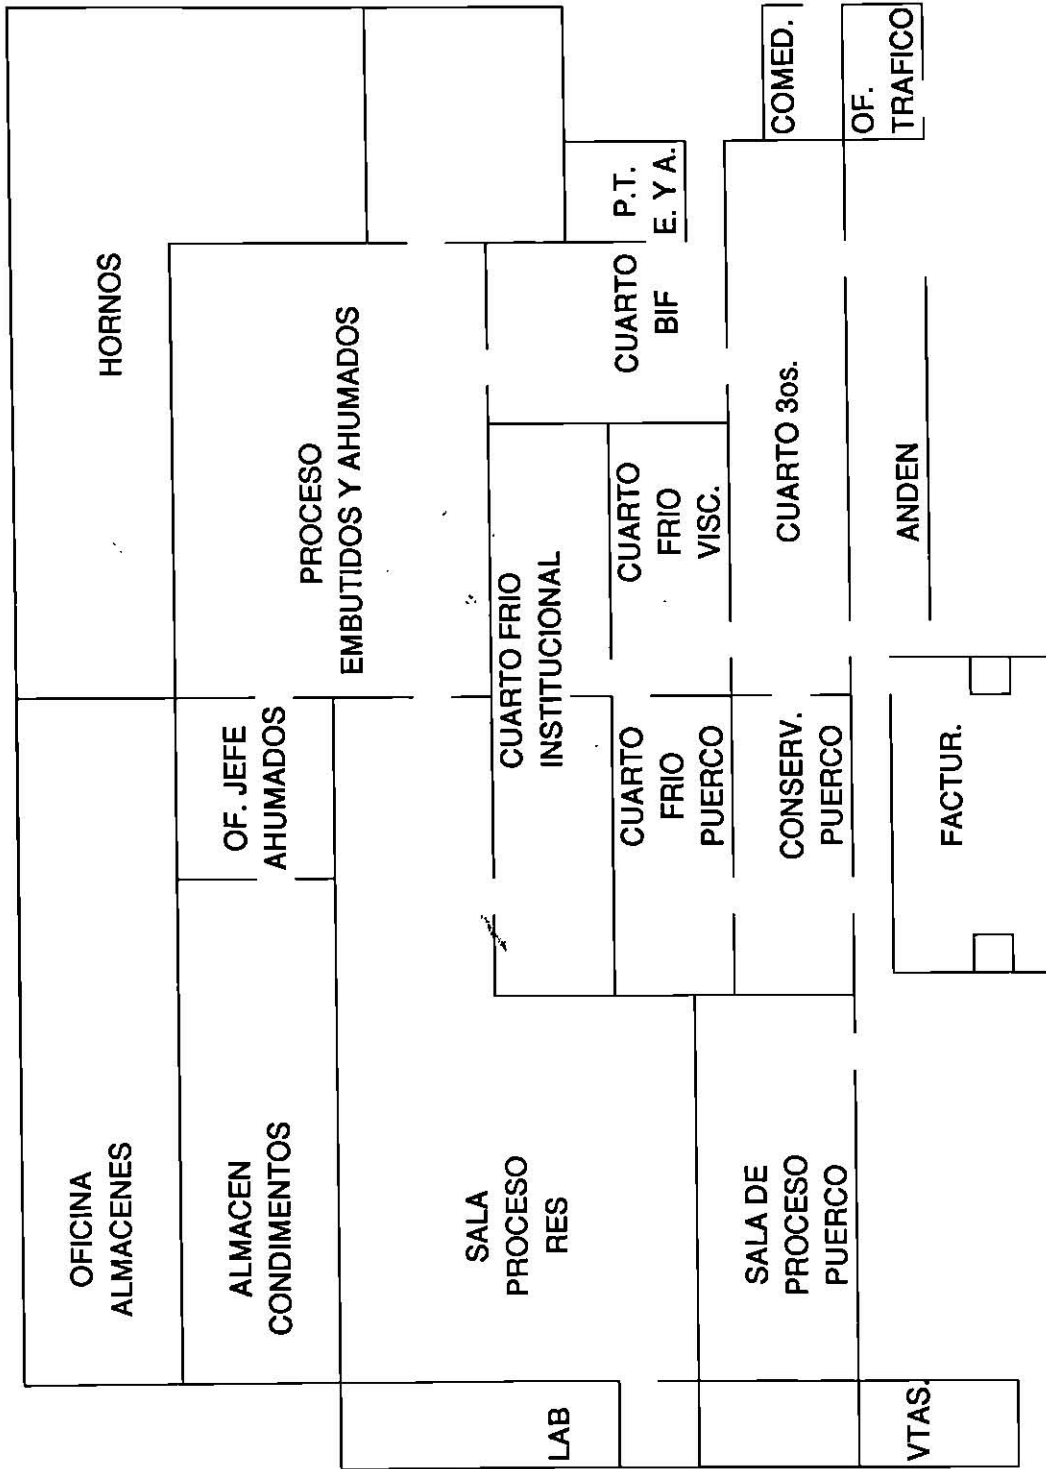 OFICINA
ALMACENES
HORNOS
ALMACEN
CONDIMENTOS
OF. JEFE
AHUMADOS
PROCESO
EMBUTIDOS Y AHUMADOS
LAB
SALA
PROCESO
RES
CUARTO FRIO
INSTITUCIONAL
CUARTO
FRIO
PUERCO
CUARTO
FRIO
VISC.
CUARTO
BIF
P.T.
E. Y A.
SALA DE
PROCESO
PUERCO
CONSERV.
PUERCO
CUARTO 3os.
COMED.
OF.
TRAFICO
VTAS.
FACTUR.
ANDEN